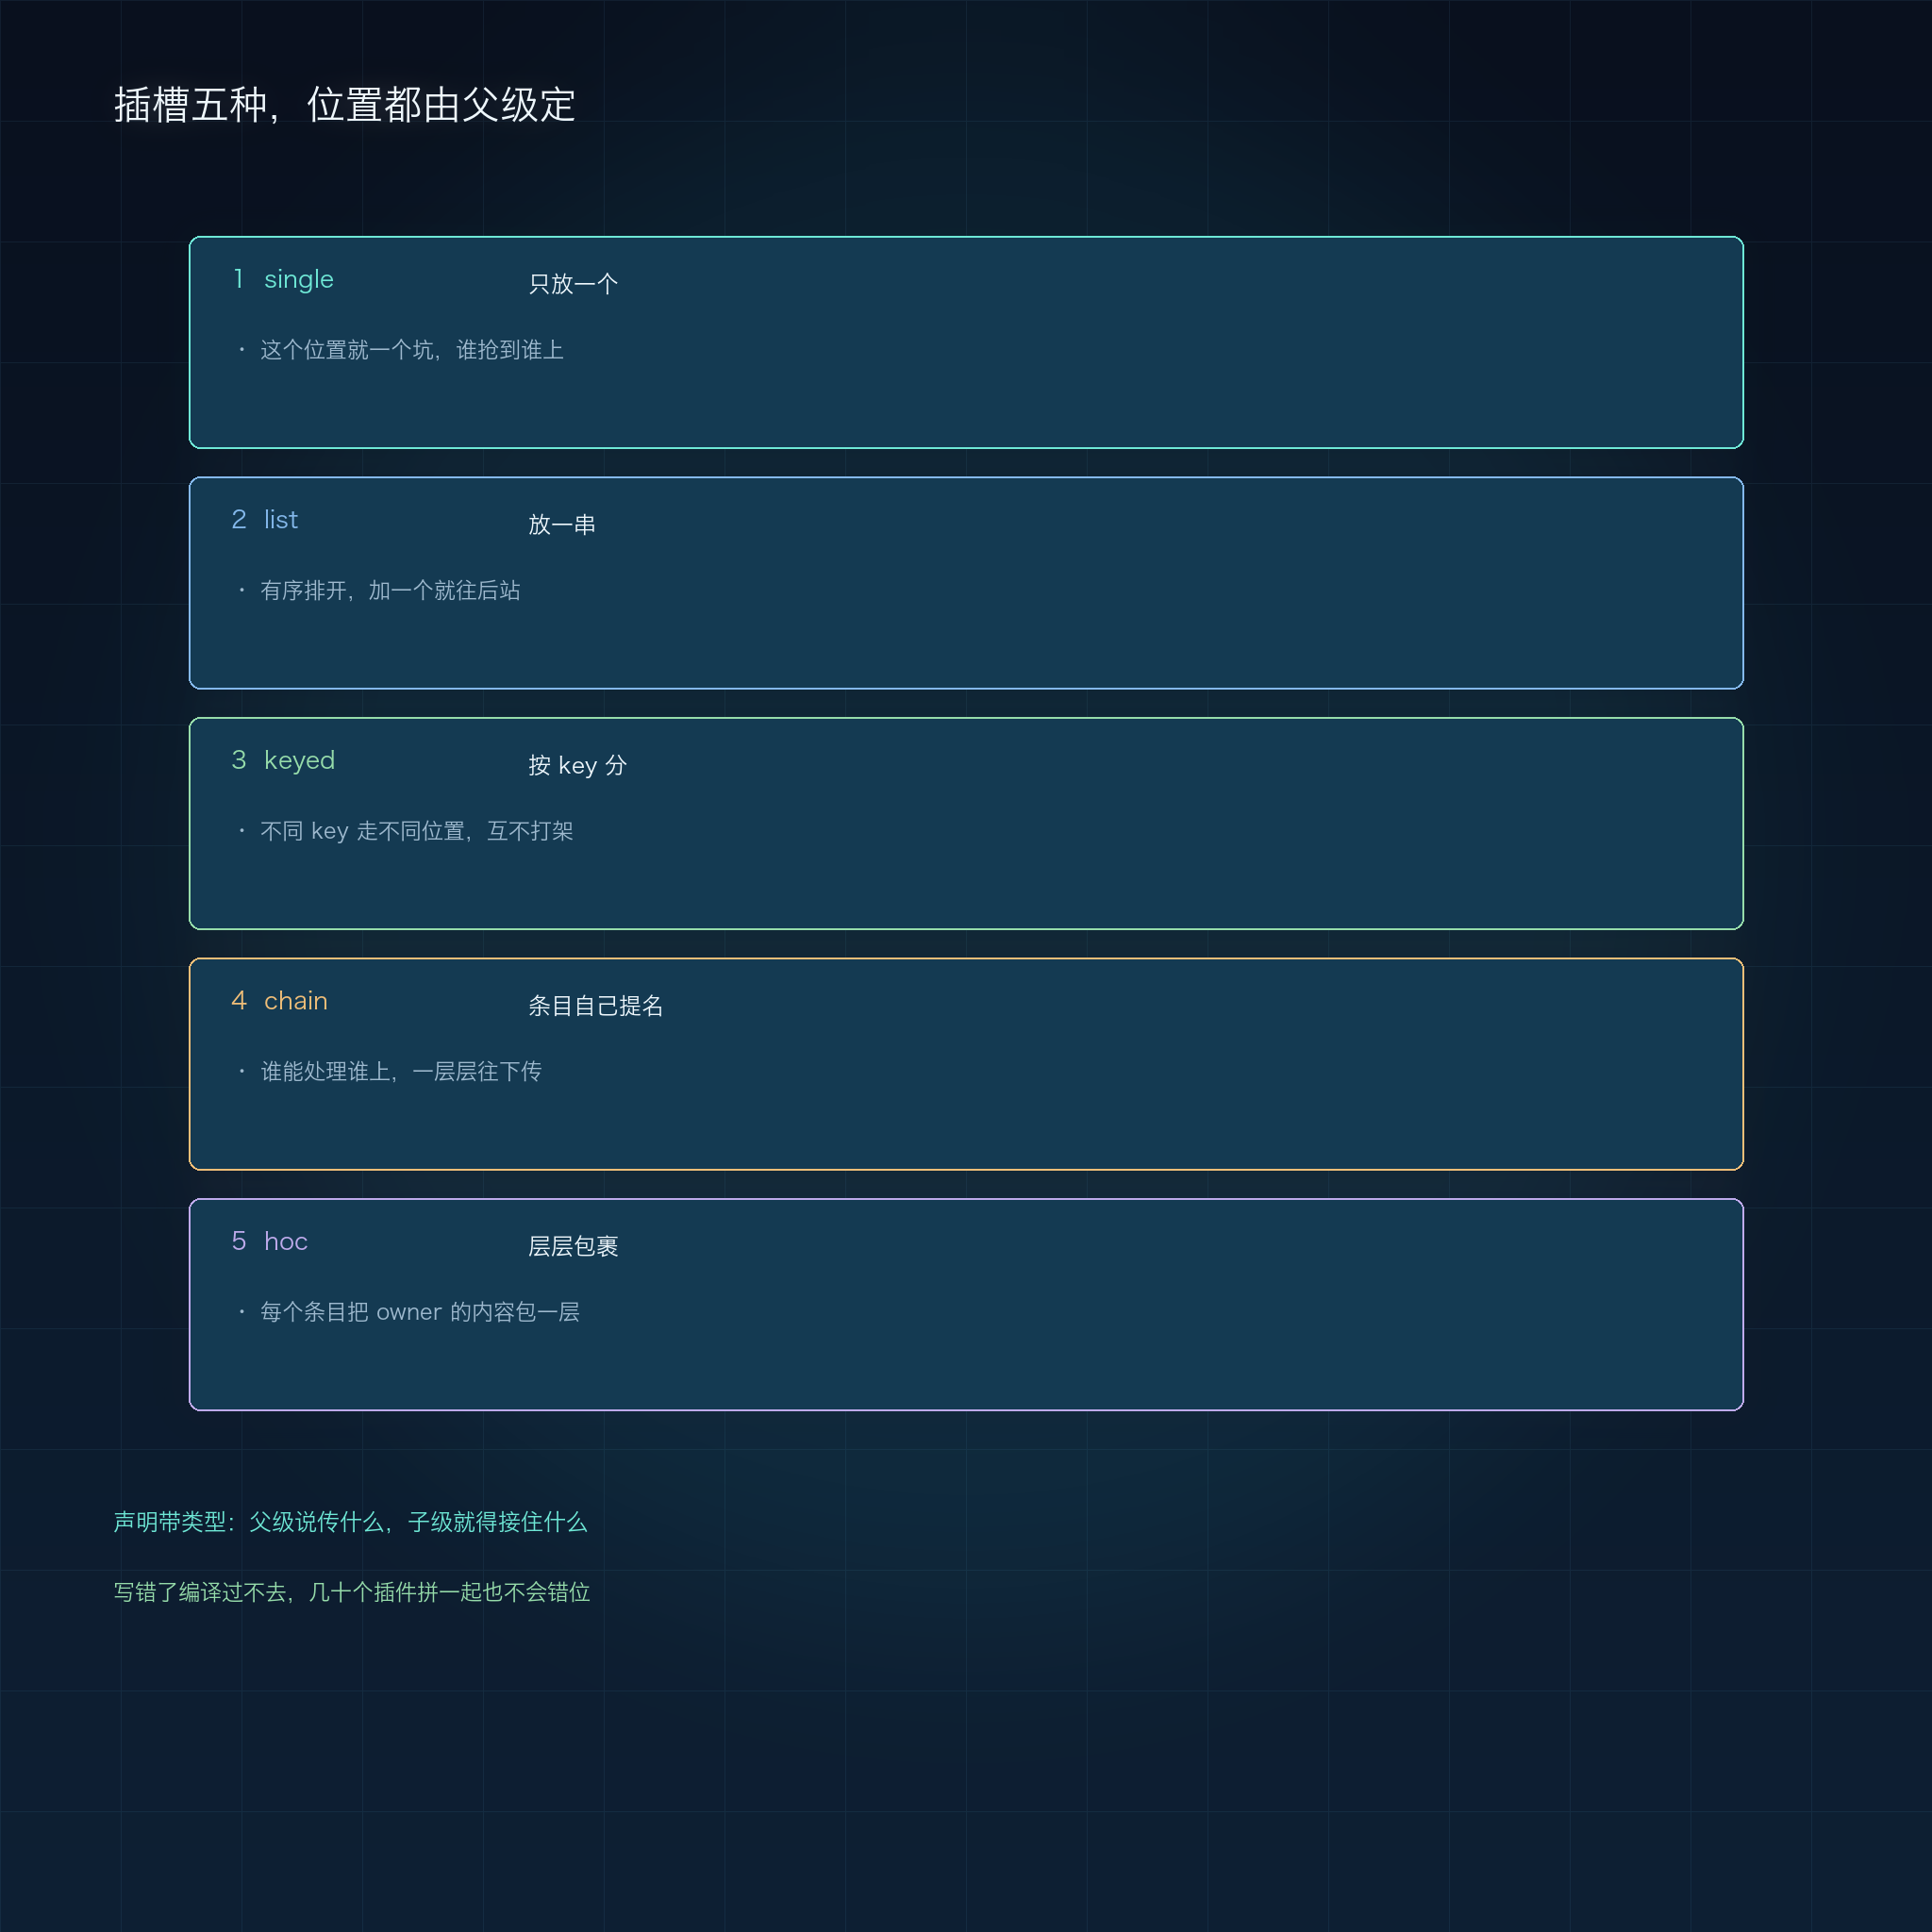 插槽五种，位置都由父级定
1 single 只放一个
· 这个位置就一个坑，谁抢到谁上
2 list 放一串
· 有序排开，加一个就往后站
3 keyed 按 key 分
· 不同 key 走不同位置，互不打架
4 chain 条目自己提名
· 谁能处理谁上，一层层往下传
5 hoc 层层包裹
· 每个条目把 owner 的内容包一层
声明带类型：父级说传什么，子级就得接住什么
写错了编译过不去，几十个插件拼一起也不会错位